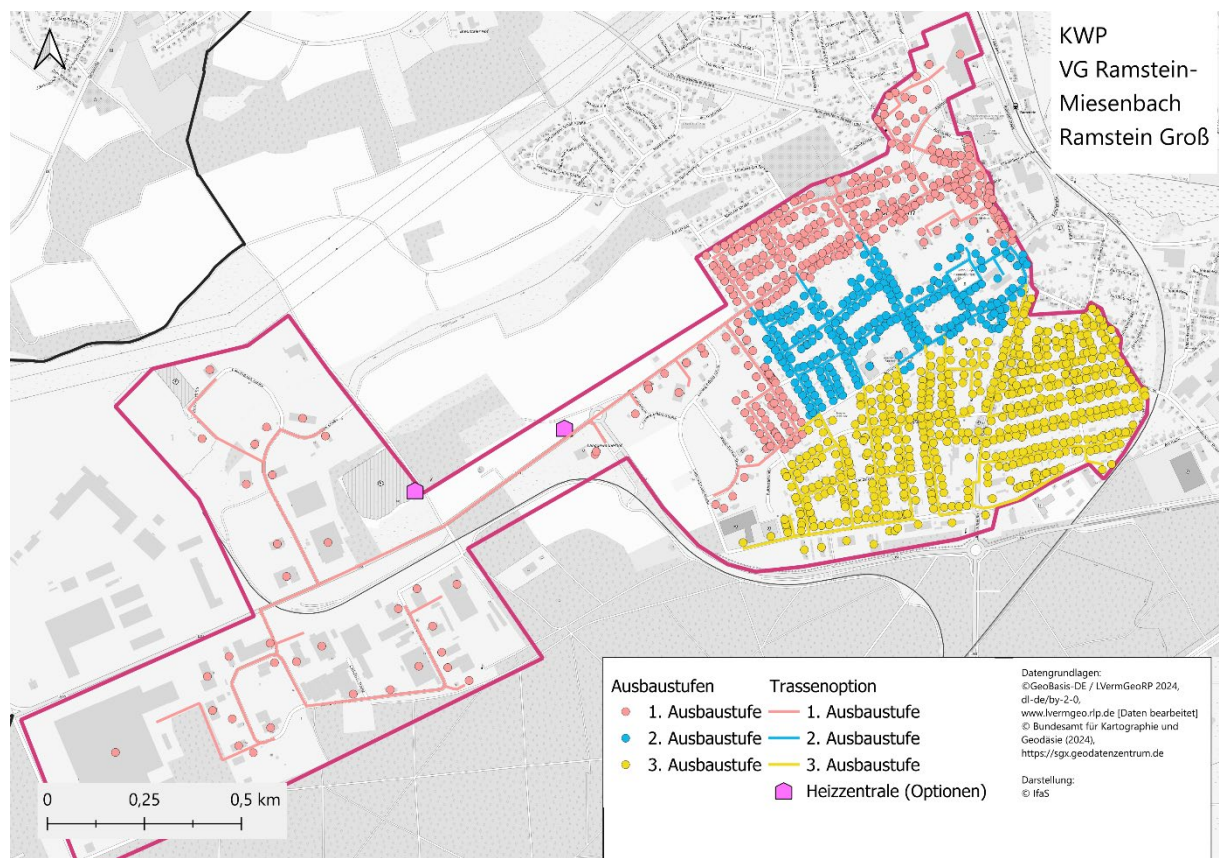 KWP
VG Ramstein-
Miesenbach
Ramstein Groß
Ausbaustufen
1. Ausbaustufe
2. Ausbaustufe
3. Ausbaustufe
Trassenoption
1. Ausbaustufe
2. Ausbaustufe
3. Ausbaustufe
Heizzentrale (Optionen)
Datengrundlagen:
©GeoBasis-DE / LVermGeoRP 2024,
dl-de/by-2-0,
www.lvermgeo.rlp.de [Daten bearbeitet]
© Bundesamt für Kartographie und
Geodäsie (2024),
https://sgx.geodatenzentrum.de
Darstellung:
© IfaS
0 0,25 0,5 km